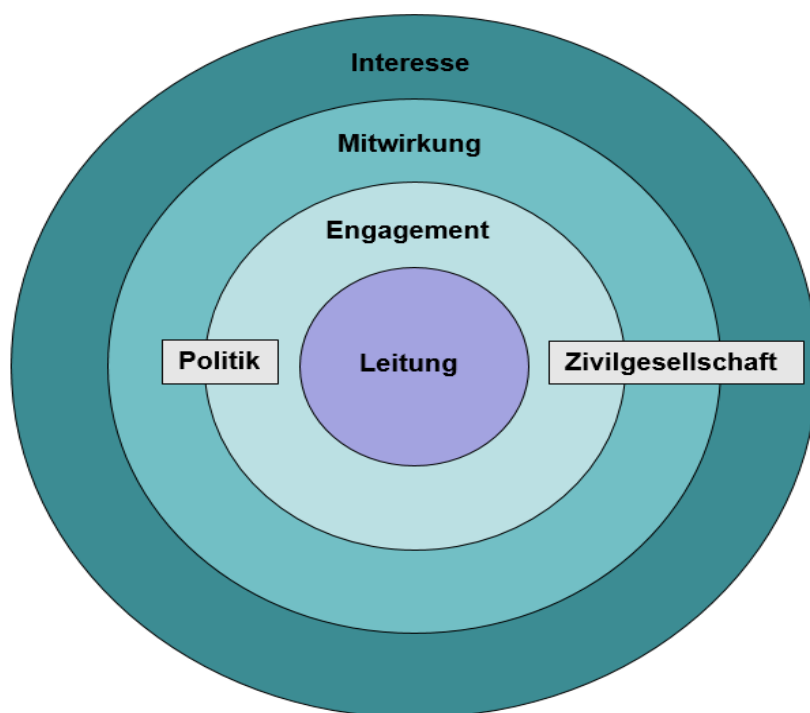 Interesse
Mitwirkung
Engagement
Politik
Leitung
Zivilgesellschaft